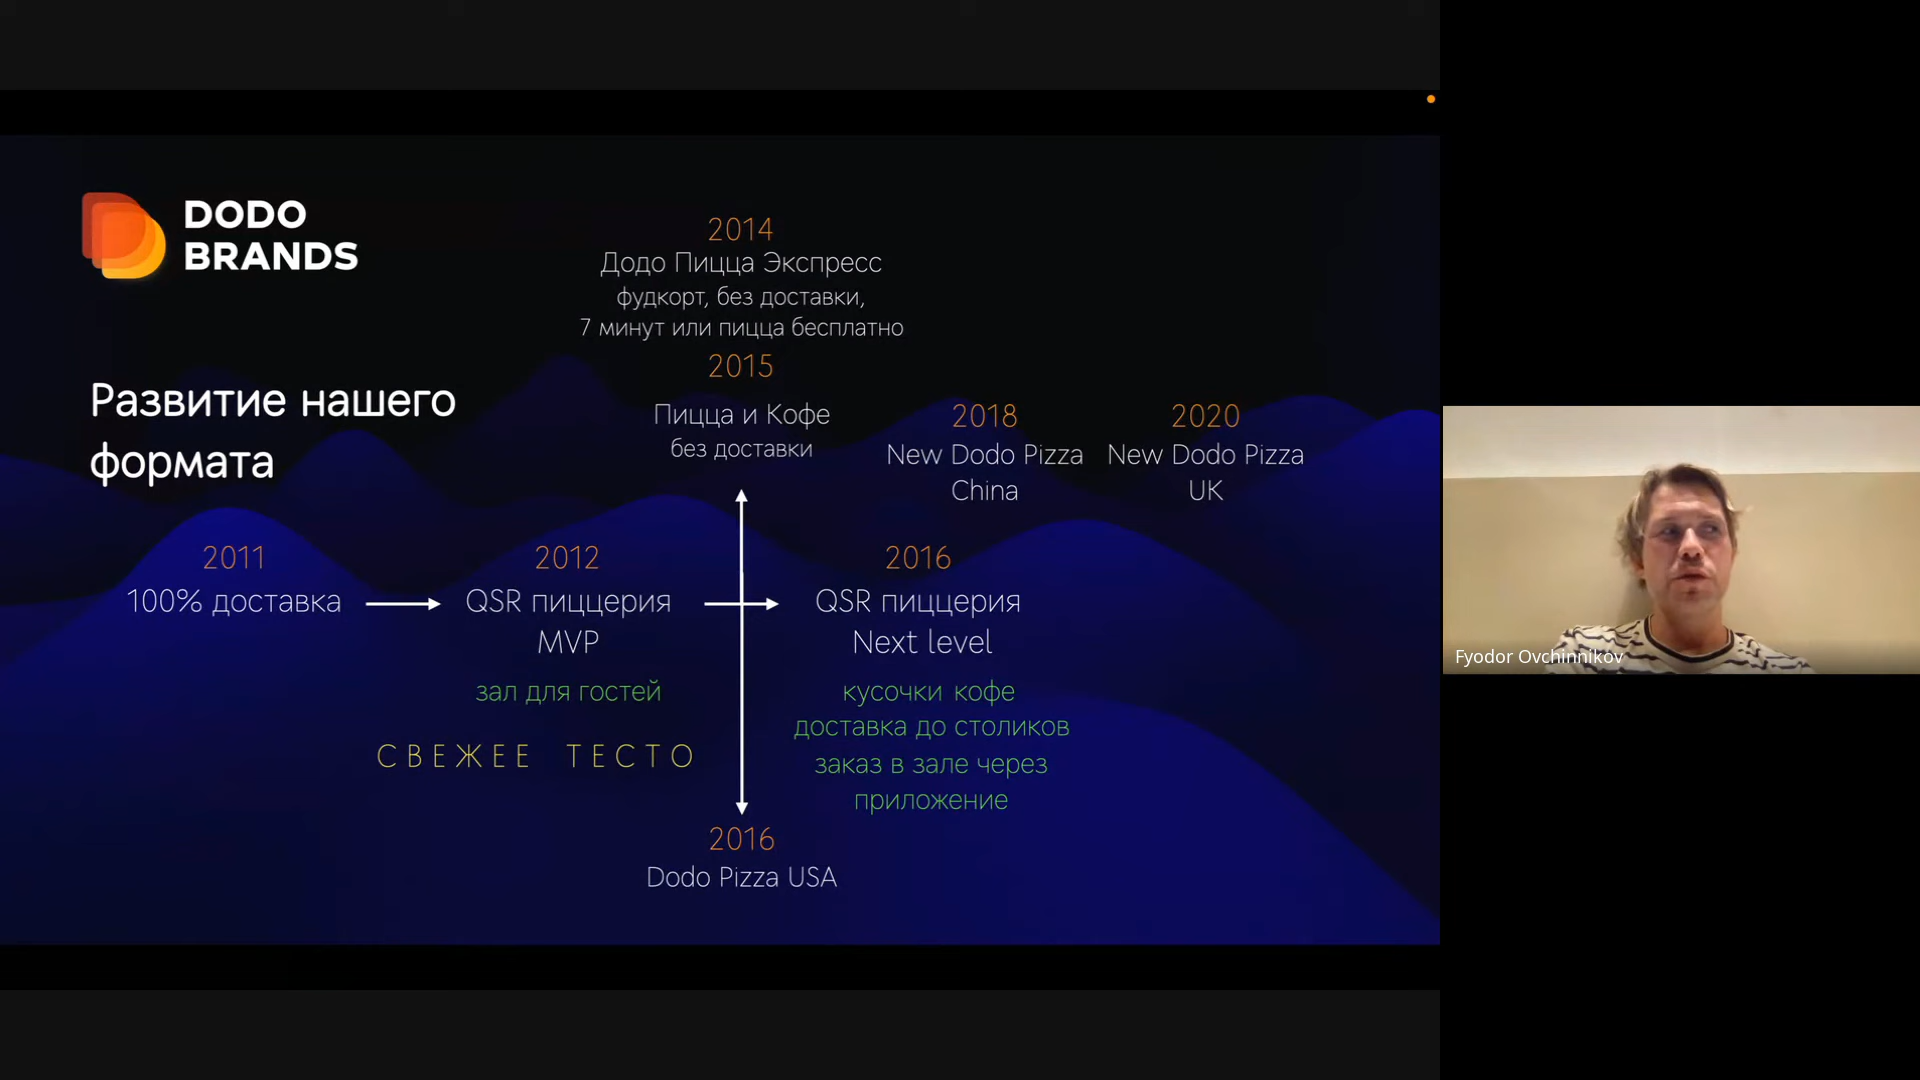 DODO
BRANDS
Развитие нашего
формата
2014
Додо Пицца Экспресс
фудкорт, без доставки,
7 минут или пицца бесплатно
2015
Пицца и Кофе
без доставки
2018
New Dodo Pizza
China
2020
New Dodo Pizza
UK
2011
100% доставка
2012
QSR пиццерия
MVP
зал для гостей
СВЕЖЕЕ ТЕСТО
2016
QSR пиццерия
Next level
кусочки кофе
доставка до столиков
заказ в зале через
приложение
2016
Dodo Pizza USA
Fyodor Ovchinnikov